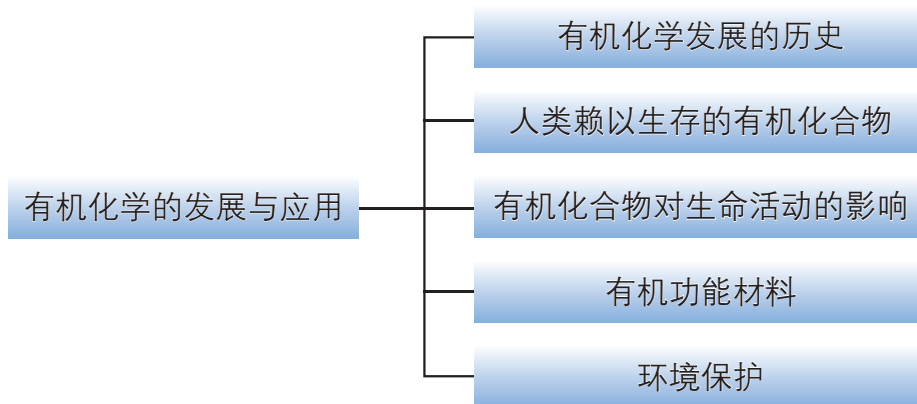 有机化学发展的历史
人类赖以生存的有机化合物
有机化学的发展与应用
有机化合物对生命活动的影响
有机功能材料
环境保护